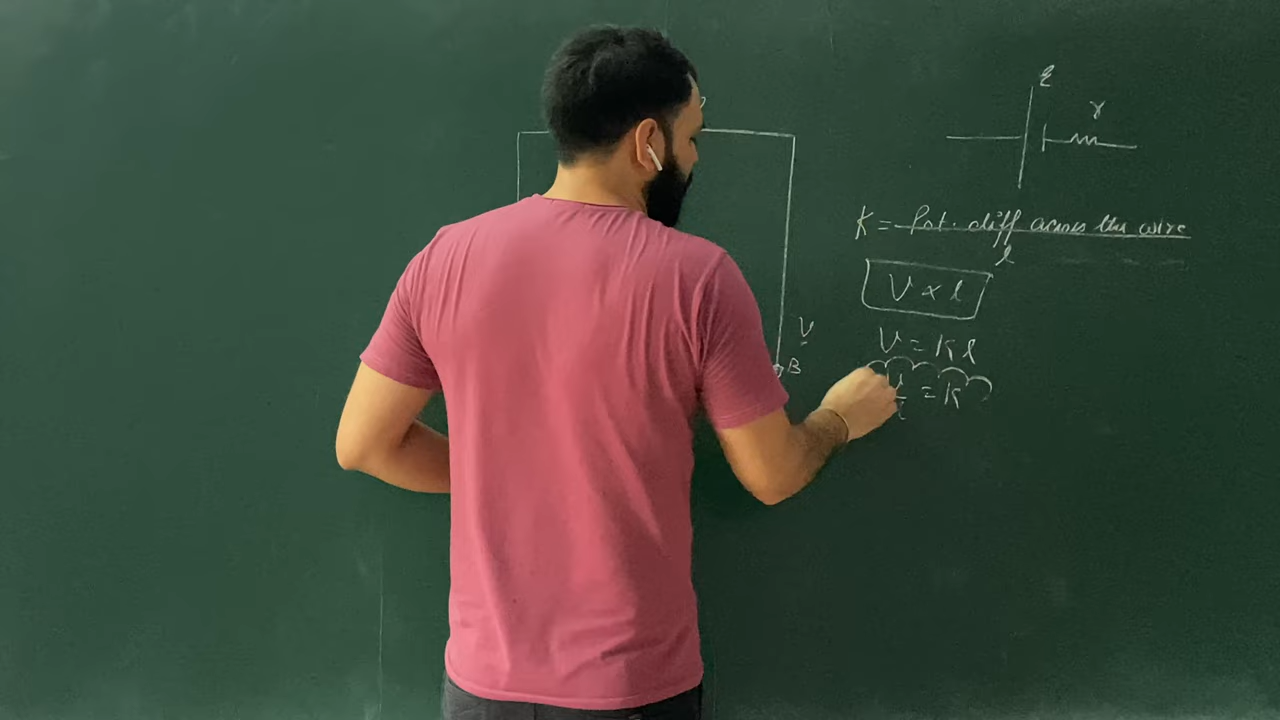 ε
r
K = Pot. diff across the wire
l
V ∝ l
V = Kl
V
B
V/l = K